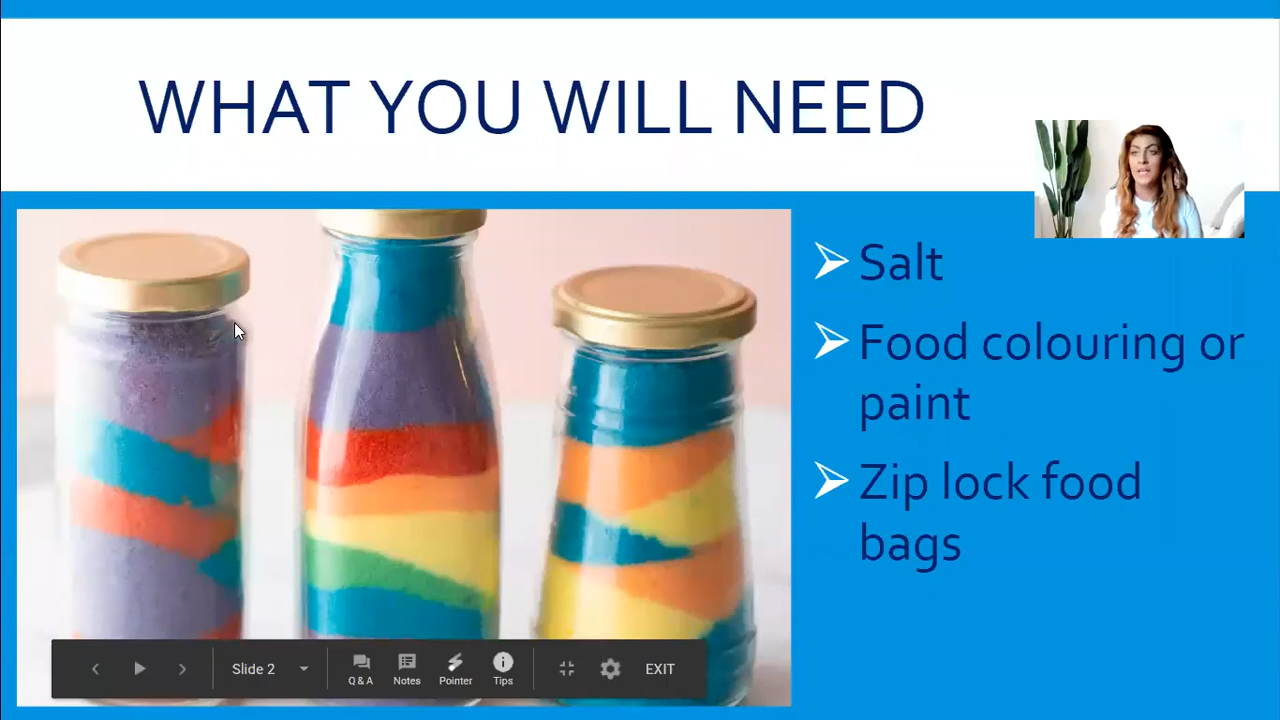 WHAT YOU WILL NEED
Salt
Food colouring or
paint
Zip lock food
bags
Slide 2
Q & A
Notes
Pointer
Tips
EXIT